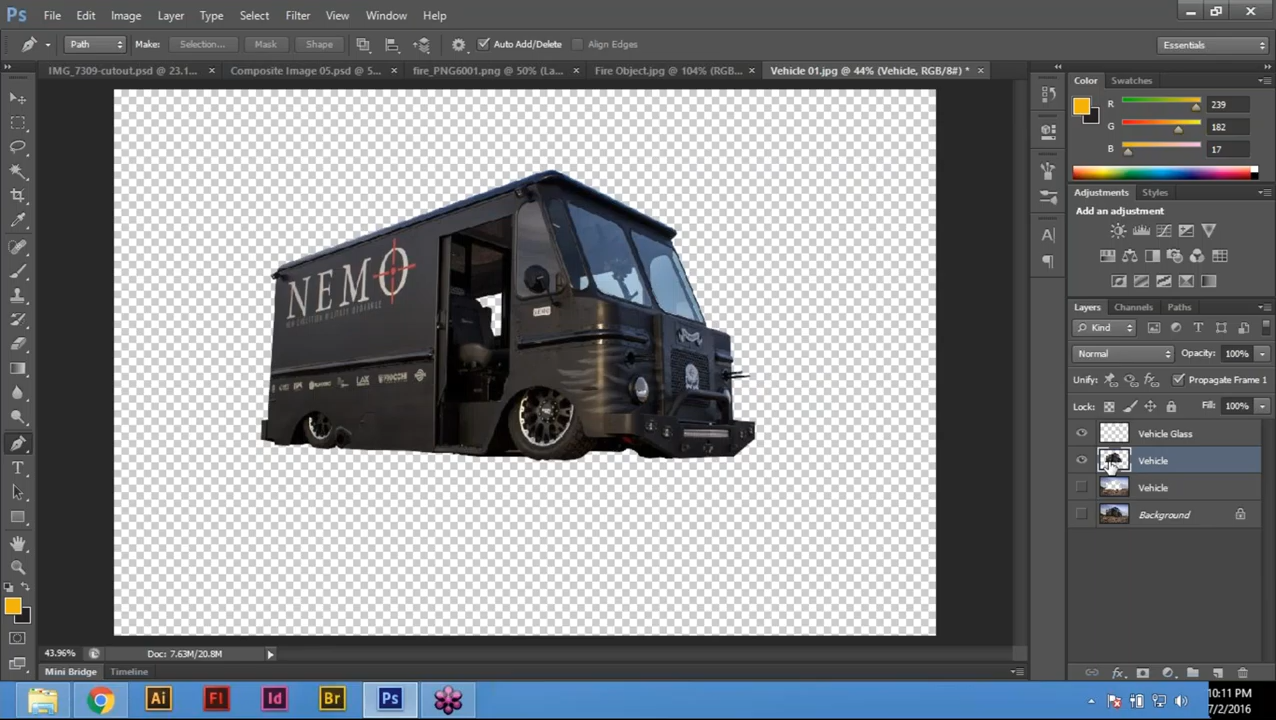 Ps File Edit Image Layer Type Select Filter View Window Help
Path Make: Selection... Mask Shape Auto Add/Delete Align Edges Essentials
IMG_7309-cutout.psd @ 23.1... × Composite Image 05.psd @ 5... × fire_PNG6001.png @ 50% (La... × Fire Object.jpg @ 104% (RGB... × Vehicle 01.jpg @ 44% (Vehicle, RGB/8#) * ×
Color Swatches
R 239
G 182
B 17
Adjustments Styles
Add an adjustment
Layers Channels Paths
Kind
Normal Opacity: 100%
Unify: Propagate Frame 1
Lock: Fill: 100%
Vehicle Glass
Vehicle
Vehicle
Background
NEMO
NEMO
43.96% Doc: 7.63M/20.8M
Mini Bridge Timeline
Ai Fl Id Br Ps
10:11 PM
7/2/2016